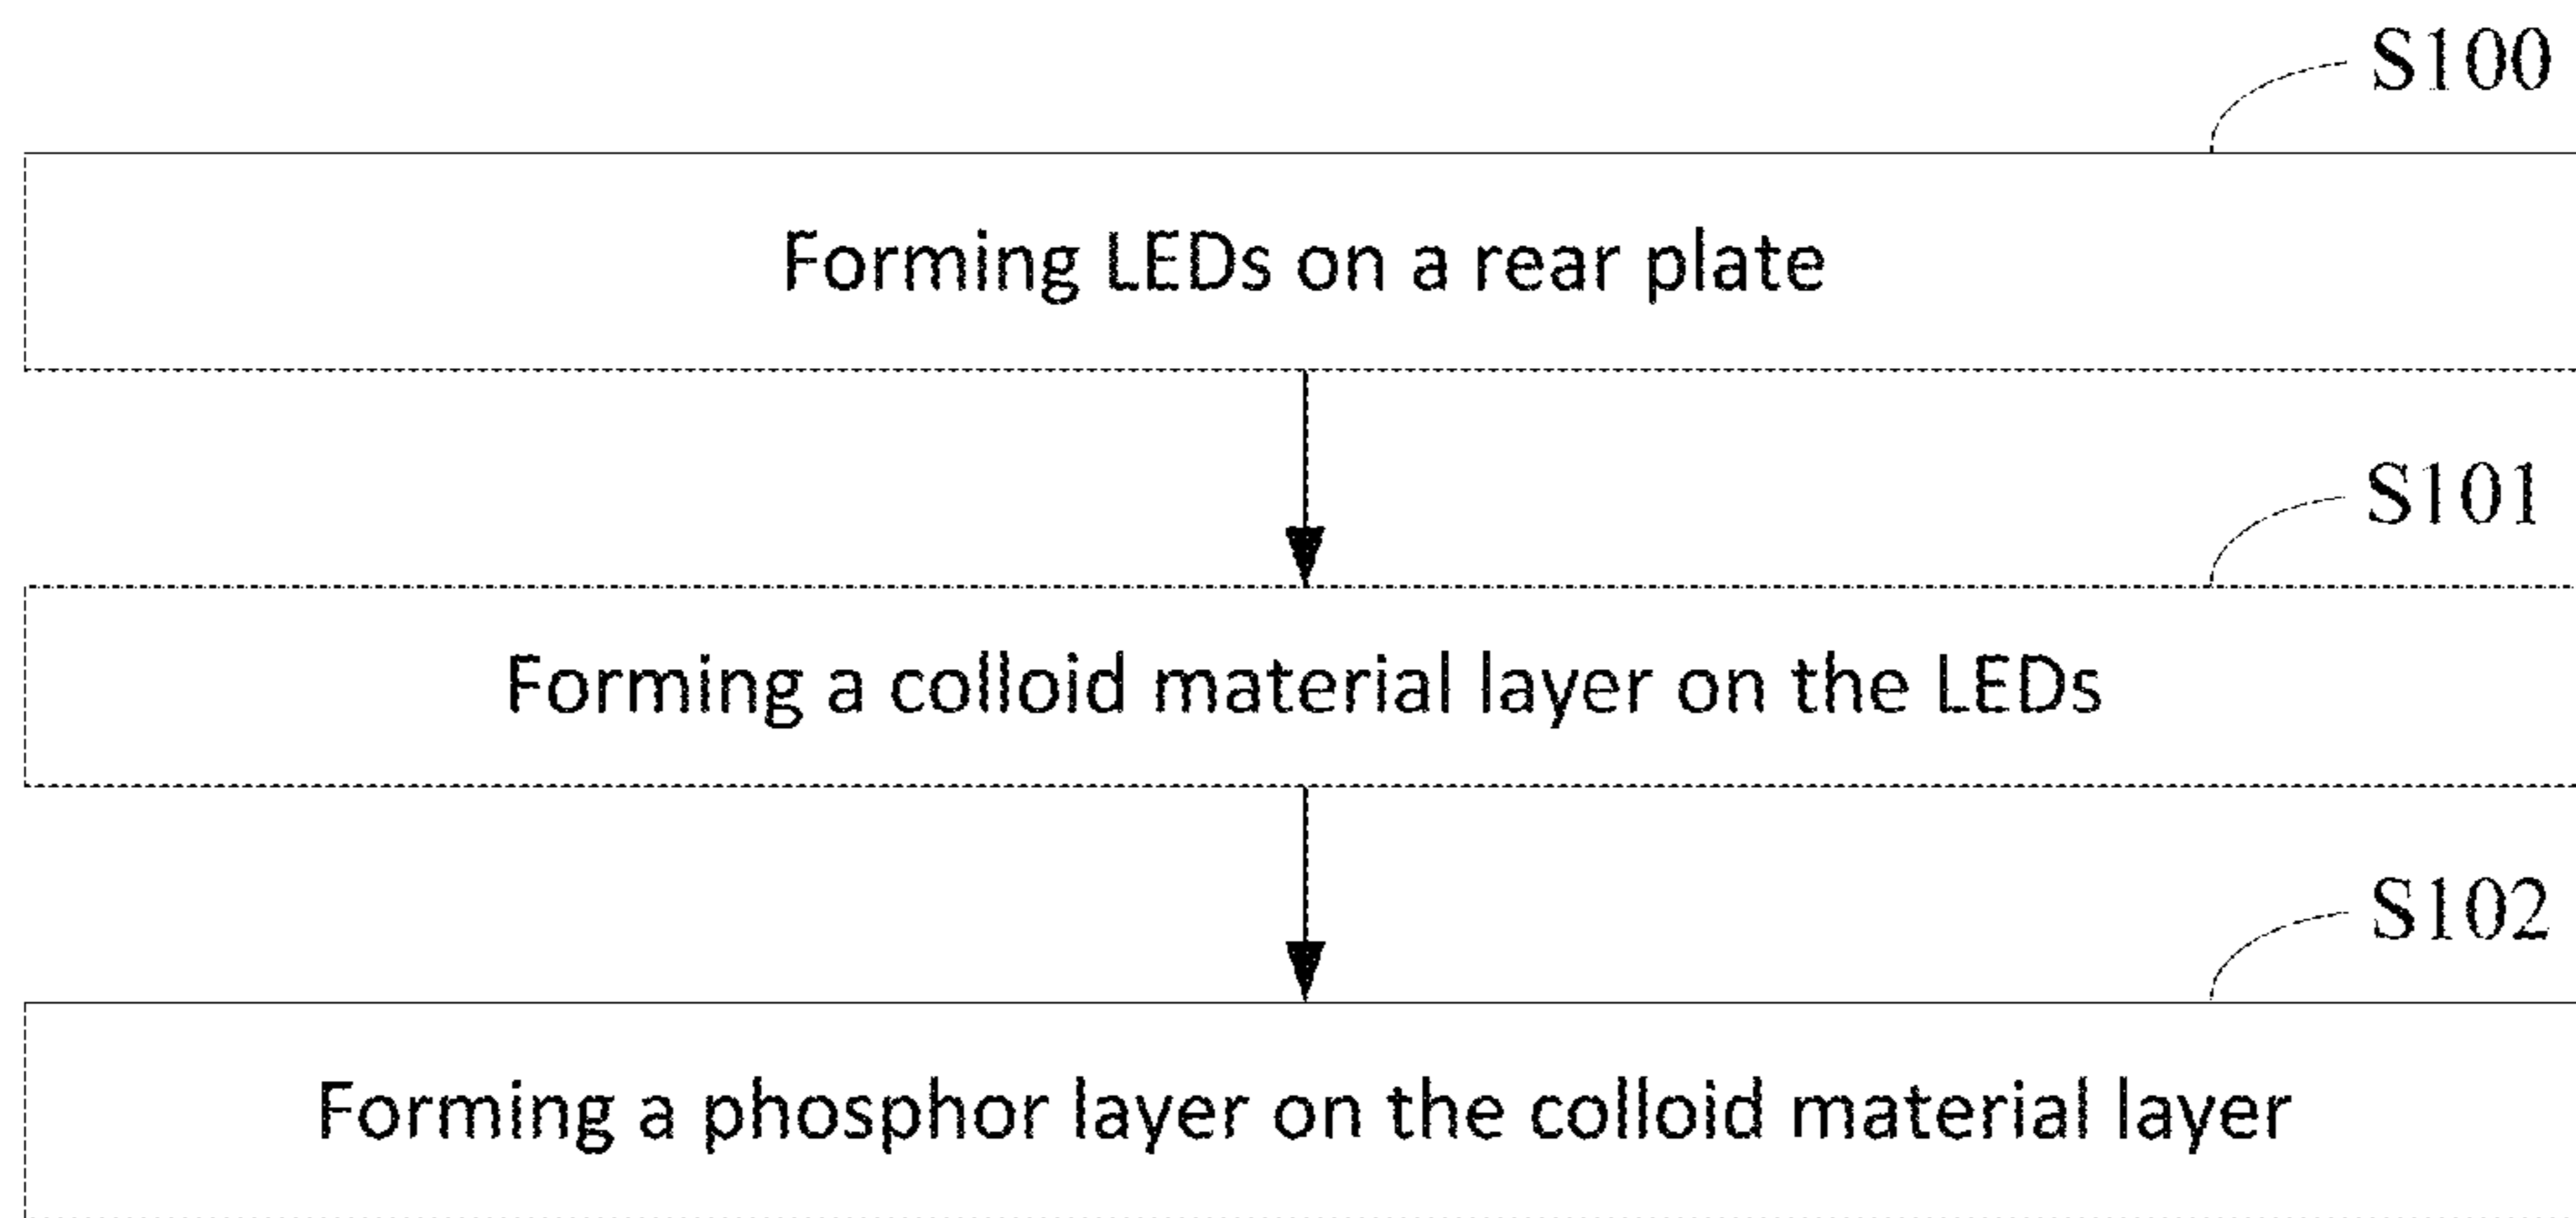 S100
Forming LEDs on a rear plate
S101
Forming a colloid material layer on the LEDs
S102
Forming a phosphor layer on the colloid material layer